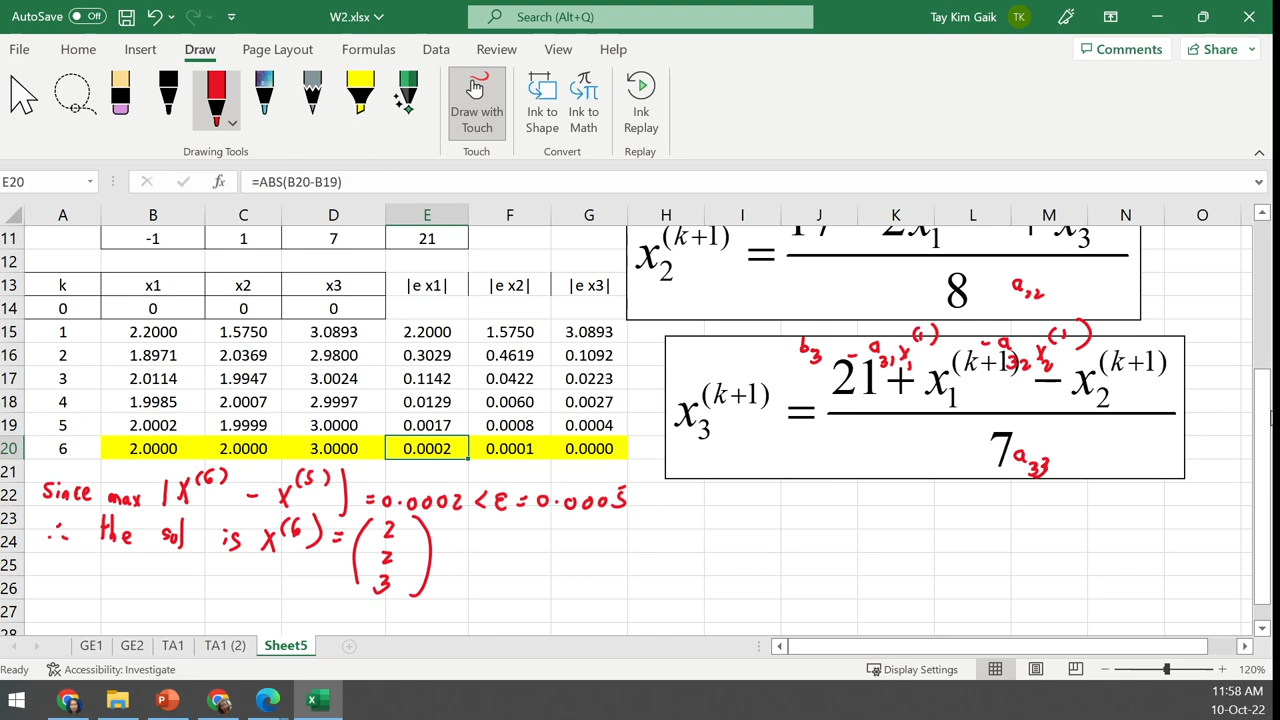 AutoSave Off W2.xlsx Search (Alt+Q) Tay Kim Gaik TK
File Home Insert Draw Page Layout Formulas Data Review View Help Comments Share
Draw with Touch Ink to Shape Ink to Math Ink Replay
Drawing Tools Touch Convert Replay
E20 fx =ABS(B20-B19)
A B C D E F G H I J K L M N O
11 -1 1 7 21
12
13 k x1 x2 x3 |e x1| |e x2| |e x3|
14 0 0 0 0
15 1 2.2000 1.5750 3.0893 2.2000 1.5750 3.0893
16 2 1.8971 2.0369 2.9800 0.3029 0.4619 0.1092
17 3 2.0114 1.9947 3.0024 0.1142 0.0422 0.0223
18 4 1.9985 2.0007 2.9997 0.0129 0.0060 0.0027
19 5 2.0002 1.9999 3.0000 0.0017 0.0008 0.0004
20 6 2.0000 2.0000 3.0000 0.0002 0.0001 0.0000
21
22
23
24
25
26
27
28
x₂^(k+1) = 17 2x₁ + x₃
8 a₂₂
b₃ - a₃₁x₁^(1) - a₃₂x₂^(1)
x₃^(k+1) = 21 + x₁^(k+1) − x₂^(k+1)
7 a₃₃
Since max |X^(6) - X^(5)| = 0.0002 < ε = 0.0005
∴ the sol is X^(6) = (2
2
3)
GE1 GE2 TA1 TA1 (2) Sheet5
Ready Accessibility: Investigate Display Settings 120%
11:58 AM
10-Oct-22